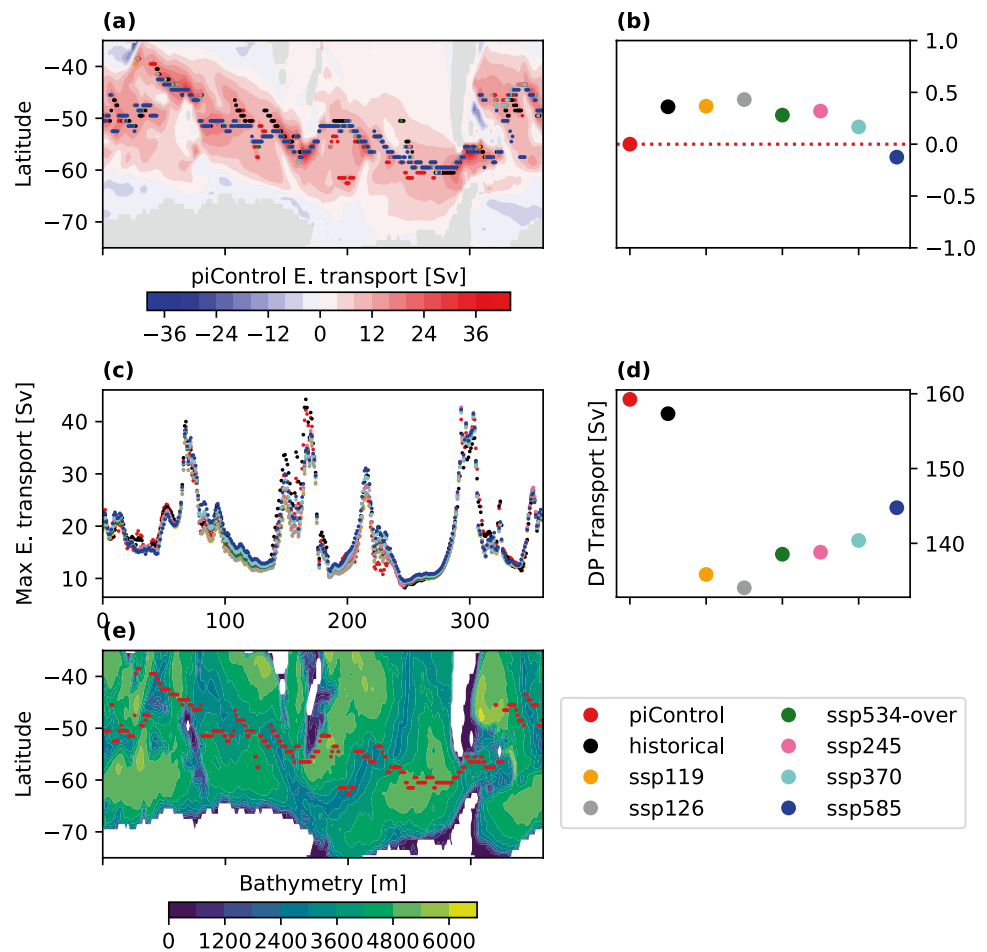 (a)
(b)
−40
−50
−60
−70
Latitude
1.0
0.5
0.0
−0.5
−1.0
piControl E. transport [Sv]
−36 −24 −12 0 12 24 36
(c)
(d)
40
30
20
10
Max E. transport [Sv]
0 100 200 300
DP Transport [Sv]
160
150
140
(e)
−40
−50
−60
−70
Latitude
Bathymetry [m]
0 1200 2400 3600 4800 6000
piControl
historical
ssp119
ssp126
ssp534-over
ssp245
ssp370
ssp585